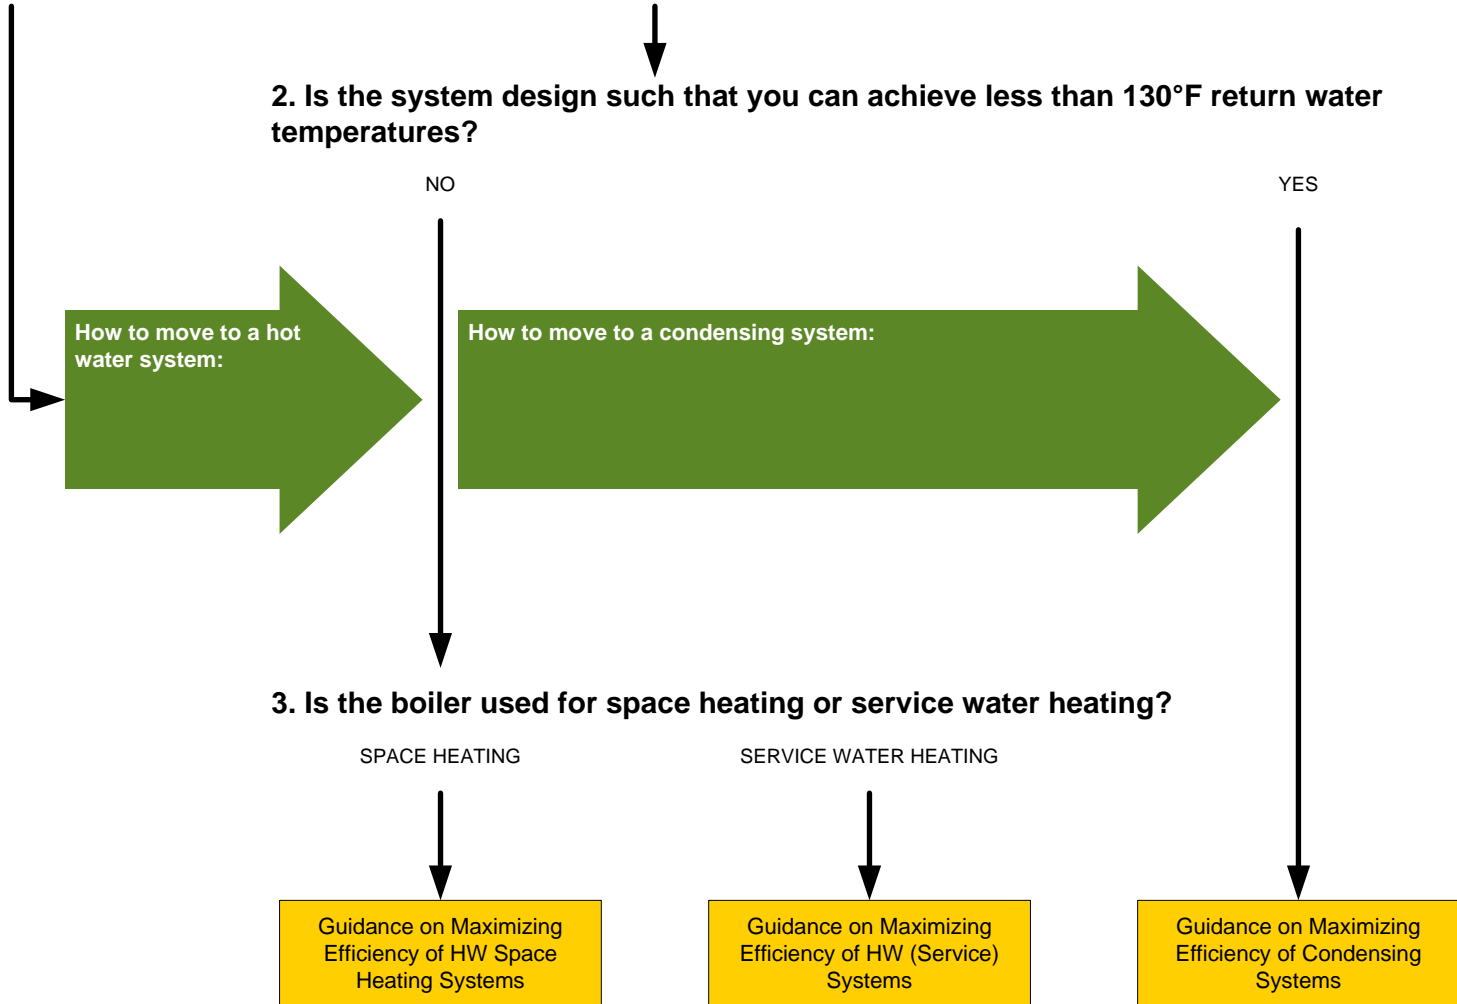 2. Is the system design such that you can achieve less than 130°F return water
temperatures?
NO
YES
How to move to a hot
water system:
How to move to a condensing system:
3. Is the boiler used for space heating or service water heating?
SPACE HEATING
SERVICE WATER HEATING
Guidance on Maximizing
Efficiency of HW Space
Heating Systems
Guidance on Maximizing
Efficiency of HW (Service)
Systems
Guidance on Maximizing
Efficiency of Condensing
Systems